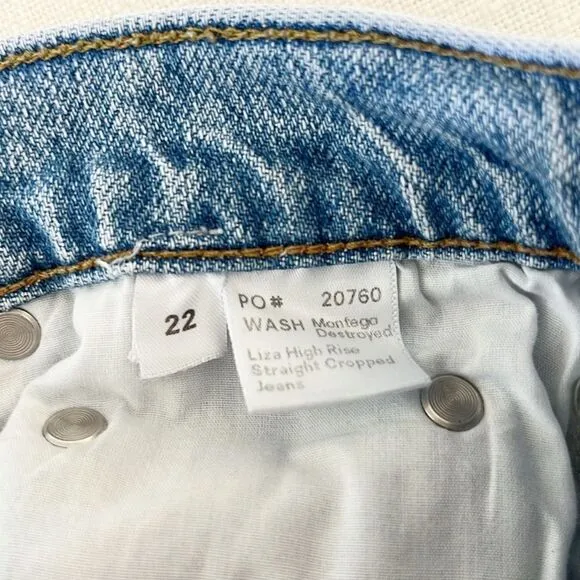 22
PO# 20760
WASH Montego
Destroyed
Liza High Rise
Straight Cropped
Jeans